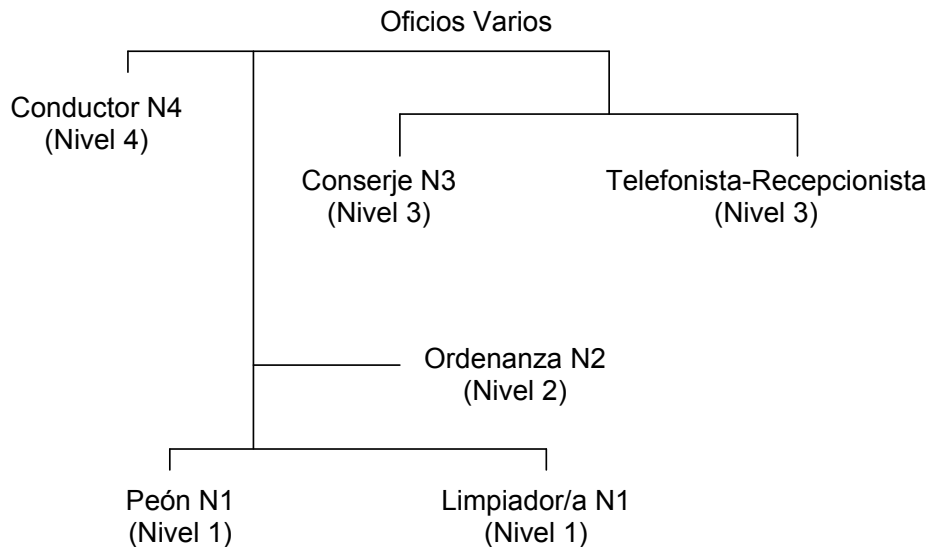 Oficios Varios
Conductor N4
(Nivel 4)
Conserje N3
(Nivel 3)
Telefonista-Recepcionista
(Nivel 3)
Ordenanza N2
(Nivel 2)
Peón N1
(Nivel 1)
Limpiador/a N1
(Nivel 1)